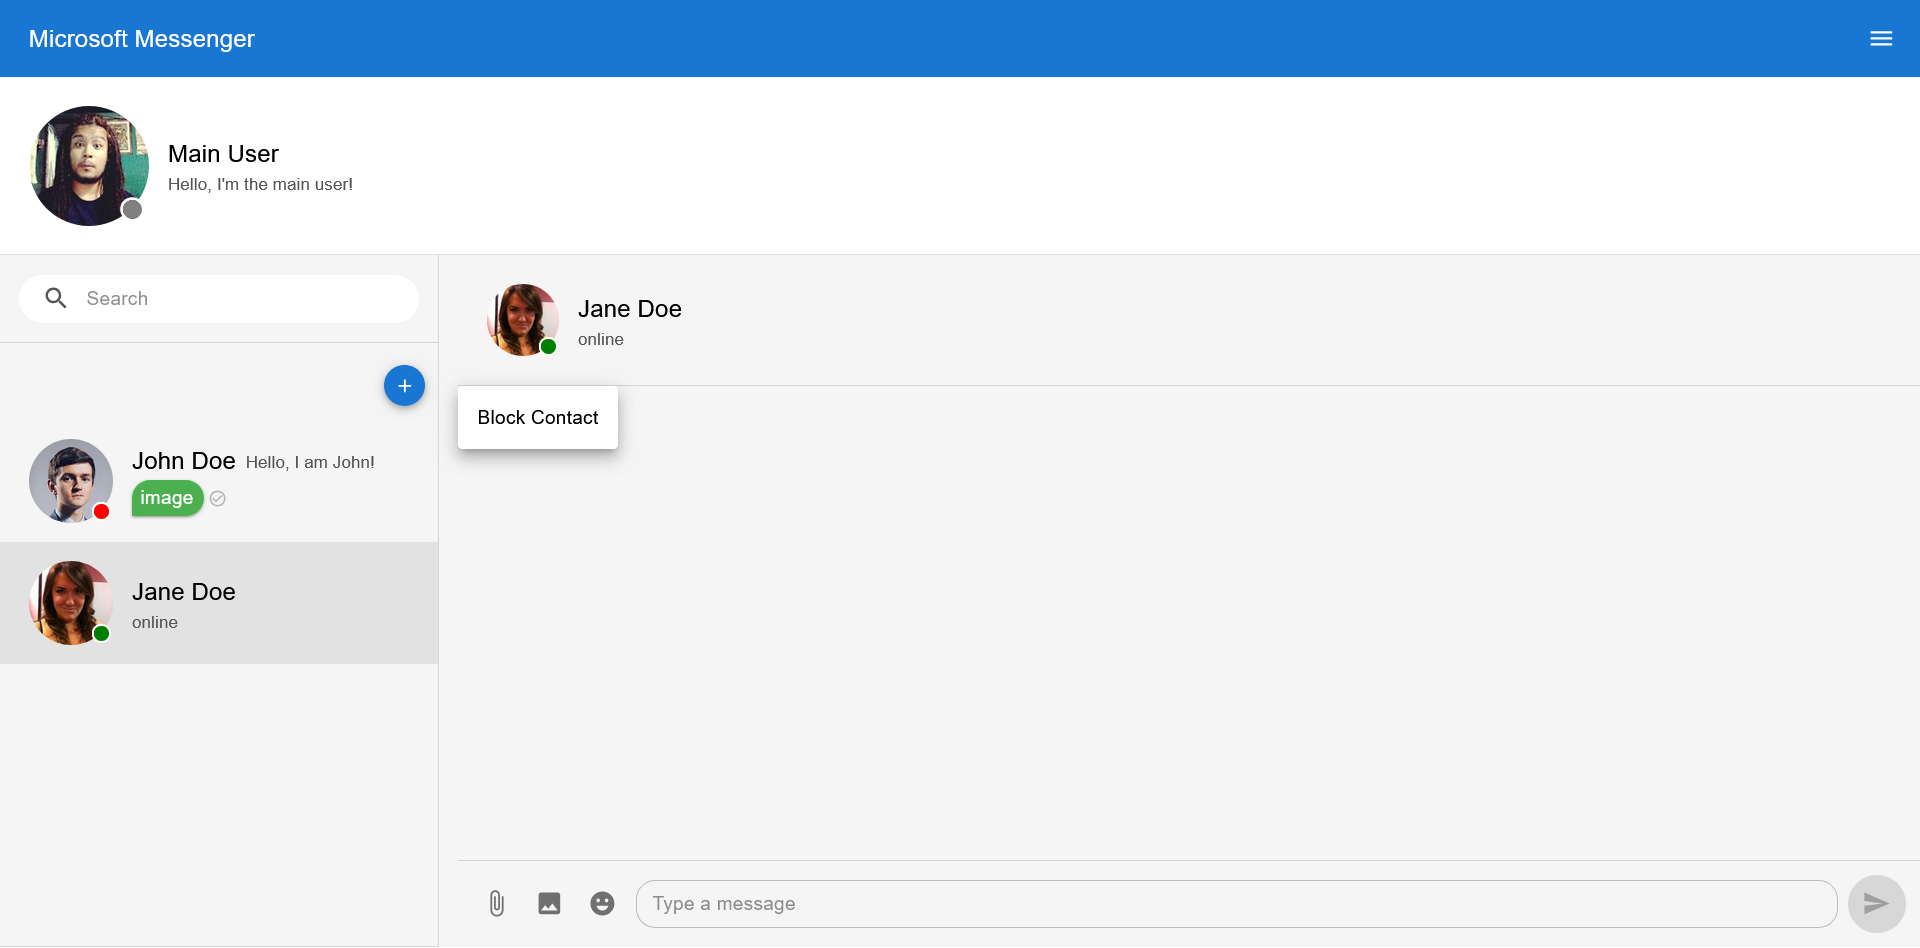 Microsoft Messenger
Main User
Hello, I'm the main user!
Search
John Doe Hello, I am John!
image
Jane Doe
online
Jane Doe
online
Block Contact
Type a message